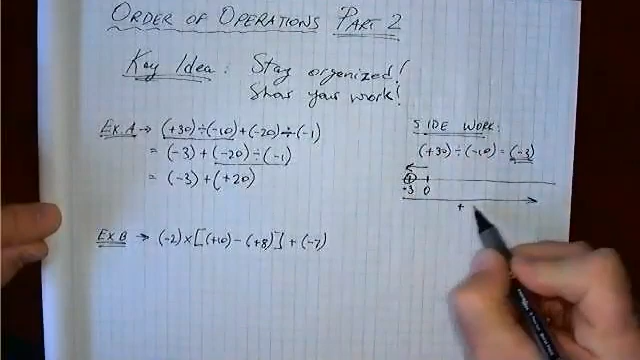 ORDER OF OPERATIONS PART 2
Key Idea: Stay organized!
Show your work!
EX.A → (+30)÷(-10)+(-20)÷(-1)
= (-3) + (-20)÷(-1)
= (-3)+(+20)
SIDE WORK:
(+30)÷(-10)=(-3)
-3 0
+
EX B → (-2)×[(+10)-(+8)]+(-7)